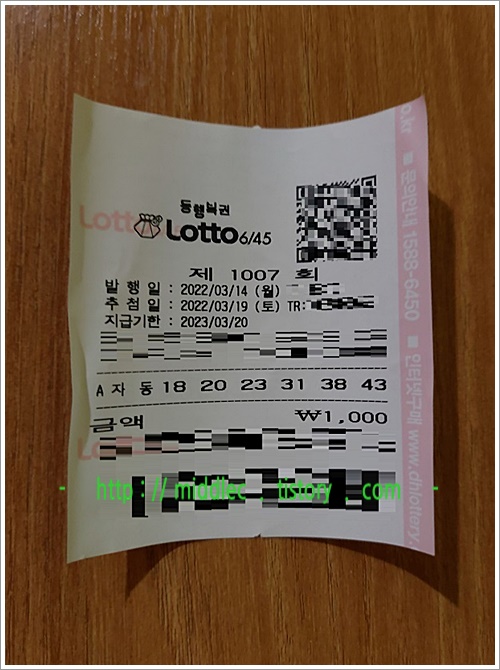 동행복권
Lotto 6/45
제 1007 회
발 행 일 : 2022/03/14 (월)
추 첨 일 : 2022/03/19 (토) TR:
지급기한 : 2023/03/20
A 자 동 18 20 23 31 38 43
금액 ₩1,000
- http://middlec.tistory.com -
o.kr ■ 문의안내 1588-6450 ■ 인터넷구매 www.dhlottery.